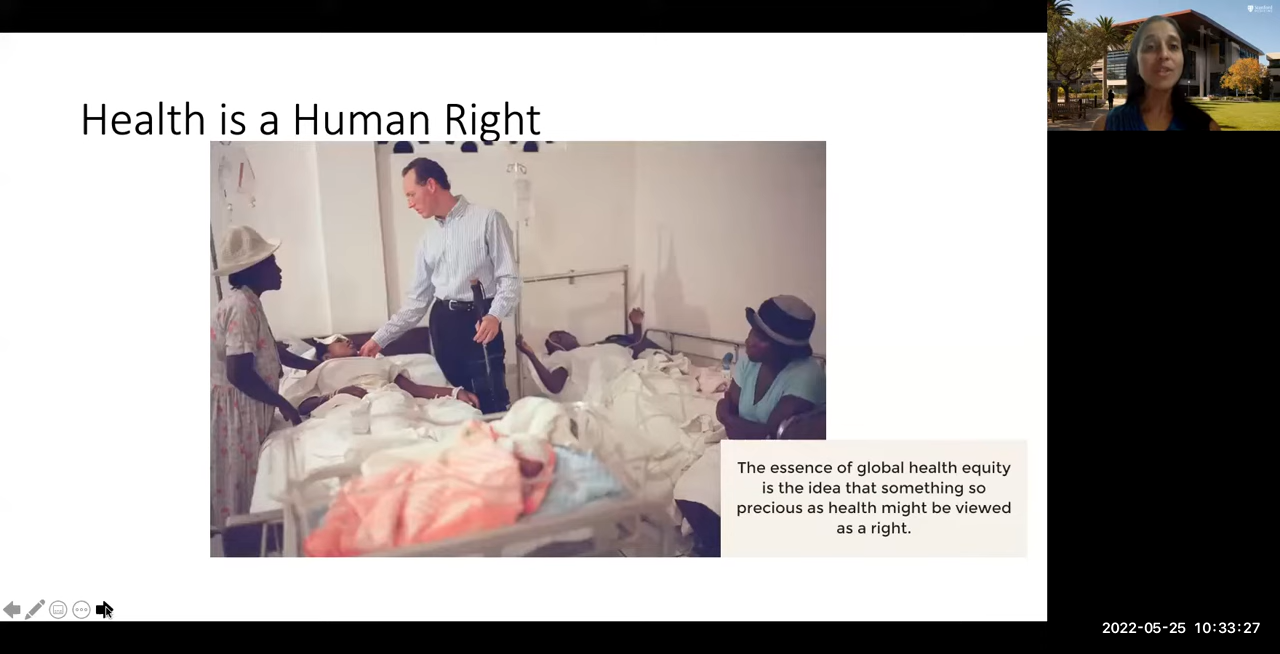 Health is a Human Right
The essence of global health equity
is the idea that something so
precious as health might be viewed
as a right.
2022-05-25 10:33:27